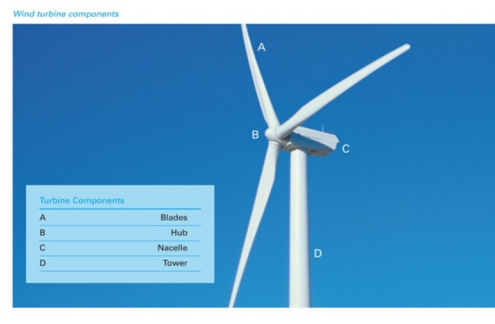 Wind turbine components
A
B
C
D
Turbine Components
A Blades
B Hub
C Nacelle
D Tower